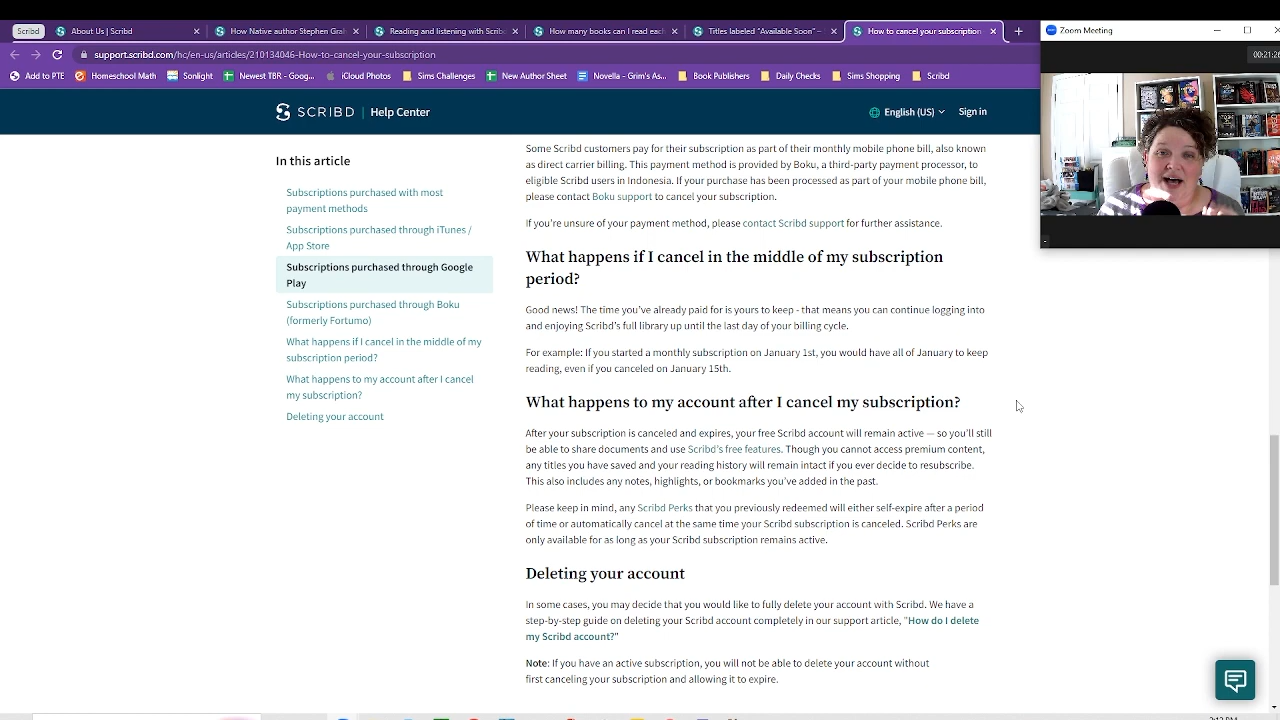 Scribd
About Us | Scribd
How Native author Stephen Gra
Reading and listening with Scrib
How many books can I read each
Titles labeled "Available Soon" –
How to cancel your subscription
Zoom Meeting
support.scribd.com/hc/en-us/articles/210134046-How-to-cancel-your-subscription
00:21:26
Add to PTE
Homeschool Math
Sonlight
Newest TBR - Goog...
iCloud Photos
Sims Challenges
New Author Sheet
Novella - Grim's As...
Book Publishers
Daily Checks
Sims Shopping
Scribd
SCRIBD | Help Center
English (US)
Sign in
In this article
Subscriptions purchased with most
payment methods
Subscriptions purchased through iTunes /
App Store
Subscriptions purchased through Google
Play
Subscriptions purchased through Boku
(formerly Fortumo)
What happens if I cancel in the middle of my
subscription period?
What happens to my account after I cancel
my subscription?
Deleting your account
Some Scribd customers pay for their subscription as part of their monthly mobile phone bill, also known
as direct carrier billing. This payment method is provided by Boku, a third-party payment processor, to
eligible Scribd users in Indonesia. If your purchase has been processed as part of your mobile phone bill,
please contact Boku support to cancel your subscription.
If you're unsure of your payment method, please contact Scribd support for further assistance.
What happens if I cancel in the middle of my subscription
period?
Good news! The time you've already paid for is yours to keep - that means you can continue logging into
and enjoying Scribd's full library up until the last day of your billing cycle.
For example: If you started a monthly subscription on January 1st, you would have all of January to keep
reading, even if you canceled on January 15th.
What happens to my account after I cancel my subscription?
After your subscription is canceled and expires, your free Scribd account will remain active — so you'll still
be able to share documents and use Scribd's free features. Though you cannot access premium content,
any titles you have saved and your reading history will remain intact if you ever decide to resubscribe.
This also includes any notes, highlights, or bookmarks you've added in the past.
Please keep in mind, any Scribd Perks that you previously redeemed will either self-expire after a period
of time or automatically cancel at the same time your Scribd subscription is canceled. Scribd Perks are
only available for as long as your Scribd subscription remains active.
Deleting your account
In some cases, you may decide that you would like to fully delete your account with Scribd. We have a
step-by-step guide on deleting your Scribd account completely in our support article, "How do I delete
my Scribd account?"
Note: If you have an active subscription, you will not be able to delete your account without
first canceling your subscription and allowing it to expire.